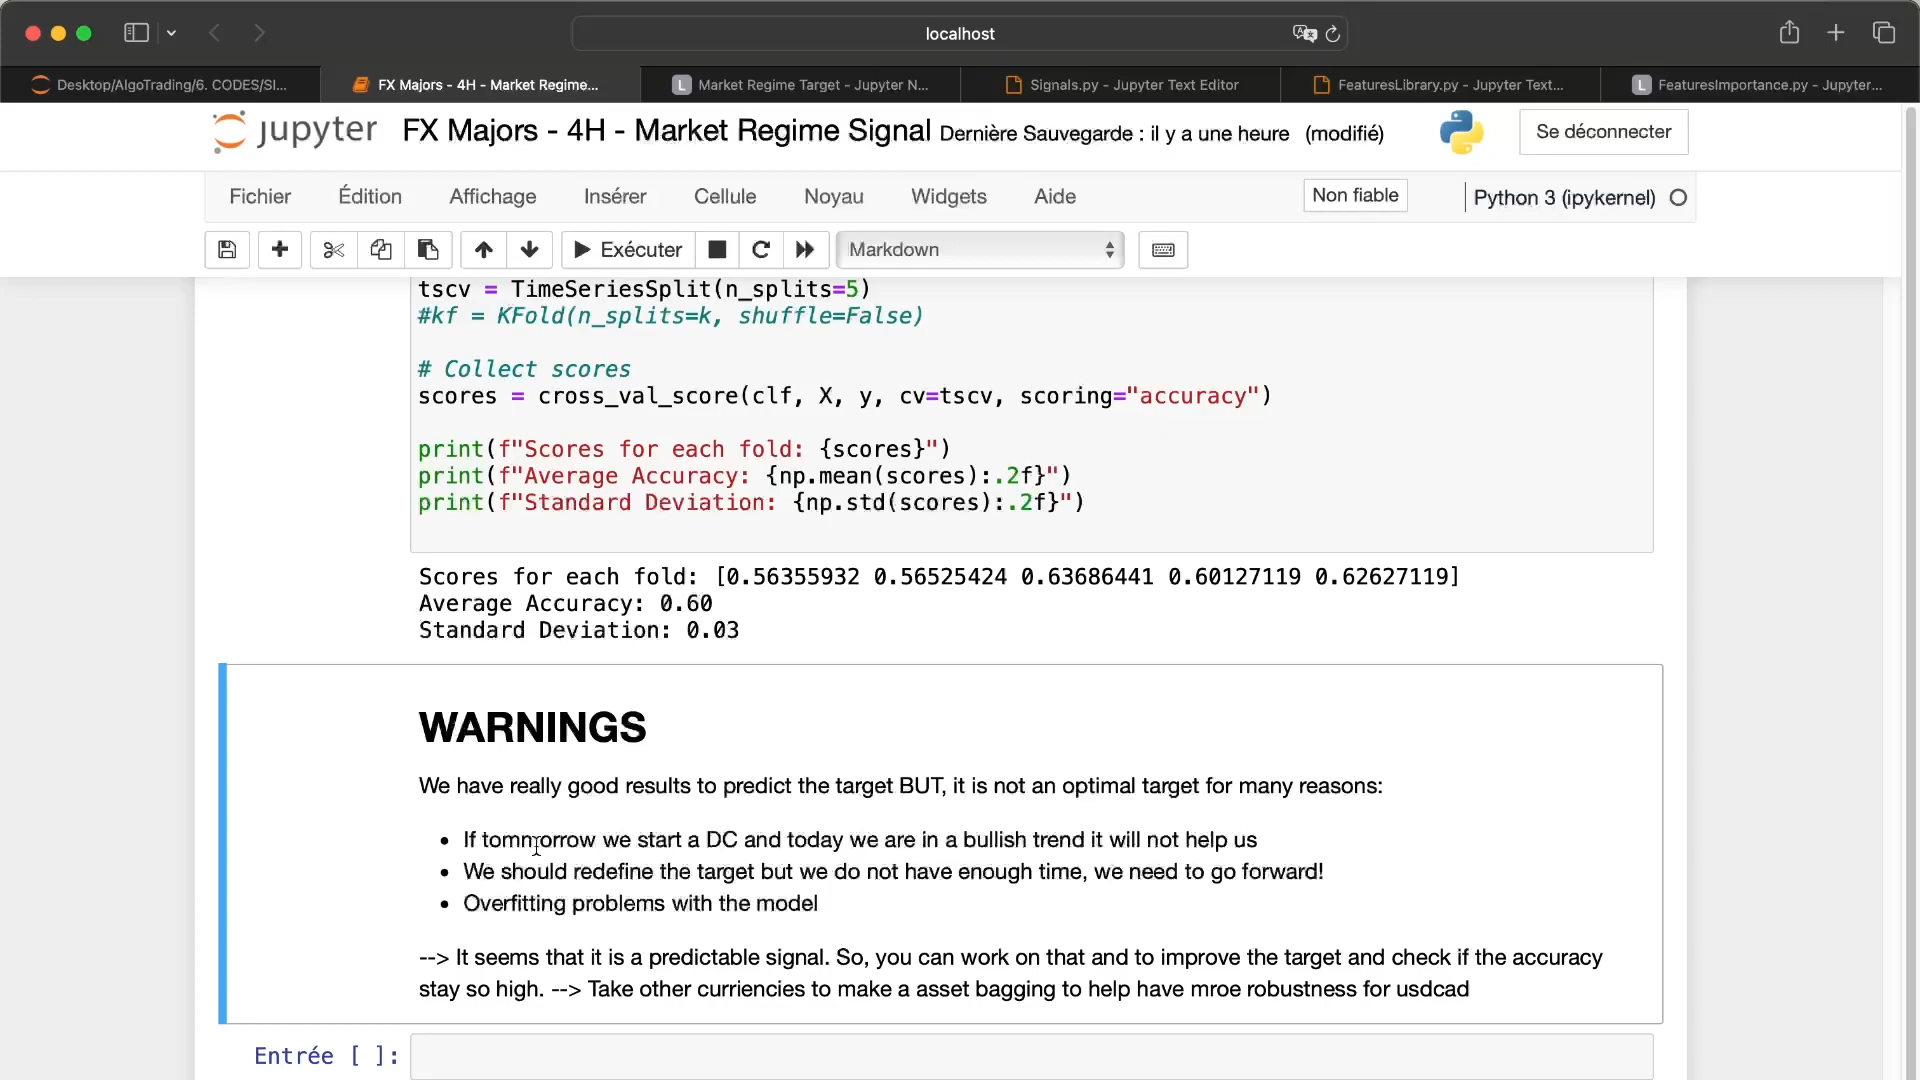 localhost
Desktop/AlgoTrading/6. CODES/SI...
FX Majors - 4H - Market Regime...
Market Regime Target - Jupyter N...
Signals.py - Jupyter Text Editor
FeaturesLibrary.py - Jupyter Text...
FeaturesImportance.py - Jupyter...
jupyter FX Majors - 4H - Market Regime Signal Dernière Sauvegarde : il y a une heure (modifié)
Se déconnecter
Fichier Édition Affichage Insérer Cellule Noyau Widgets Aide
Non fiable
Python 3 (ipykernel)
Exécuter
Markdown
tscv = TimeSeriesSplit(n_splits=5)
#kf = KFold(n_splits=k, shuffle=False)
# Collect scores
scores = cross_val_score(clf, X, y, cv=tscv, scoring="accuracy")
print(f"Scores for each fold: {scores}")
print(f"Average Accuracy: {np.mean(scores):.2f}")
print(f"Standard Deviation: {np.std(scores):.2f}")
Scores for each fold: [0.56355932 0.56525424 0.63686441 0.60127119 0.62627119]
Average Accuracy: 0.60
Standard Deviation: 0.03
WARNINGS
We have really good results to predict the target BUT, it is not an optimal target for many reasons:
• If tomnorrow we start a DC and today we are in a bullish trend it will not help us
• We should redefine the target but we do not have enough time, we need to go forward!
• Overfitting problems with the model
--> It seems that it is a predictable signal. So, you can work on that and to improve the target and check if the accuracy
stay so high. --> Take other curriencies to make a asset bagging to help have mroe robustness for usdcad
Entrée [ ]: